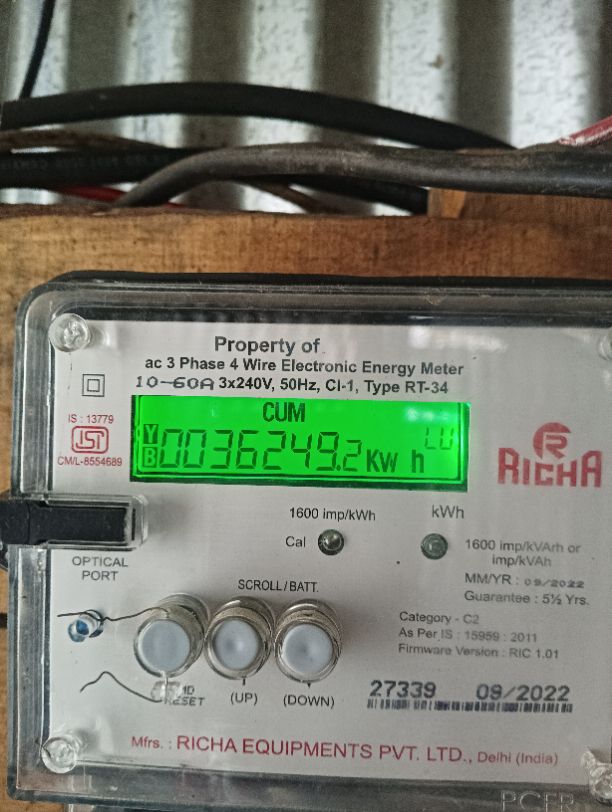 Property of
ac 3 Phase 4 Wire Electronic Energy Meter
10-60A 3x240V, 50Hz, Cl-1, Type RT-34
IS : 13779
ISI
CM/L-8554689
CUM
Y
B
0036249.2 Kw h
LU
R
RICHA
1600 imp/kWh
Cal
kWh
1600 imp/kVArh or
imp/kVAh
OPTICAL
PORT
MM/YR : 09/2022
Guarantee : 5½ Yrs.
SCROLL/BATT.
Category - C2
As Per IS : 15959 : 2011
Firmware Version : RIC 1.01
MD
RESET
(UP)
(DOWN)
27339 09/2022
Mfrs. : RICHA EQUIPMENTS PVT. LTD., Delhi (India)